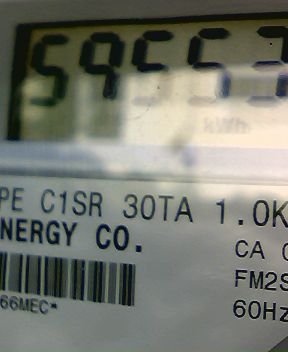 59553
kWh
PE C1SR 30TA 1.0K
NERGY CO.
CA
FM2S
66MEC*
60Hz